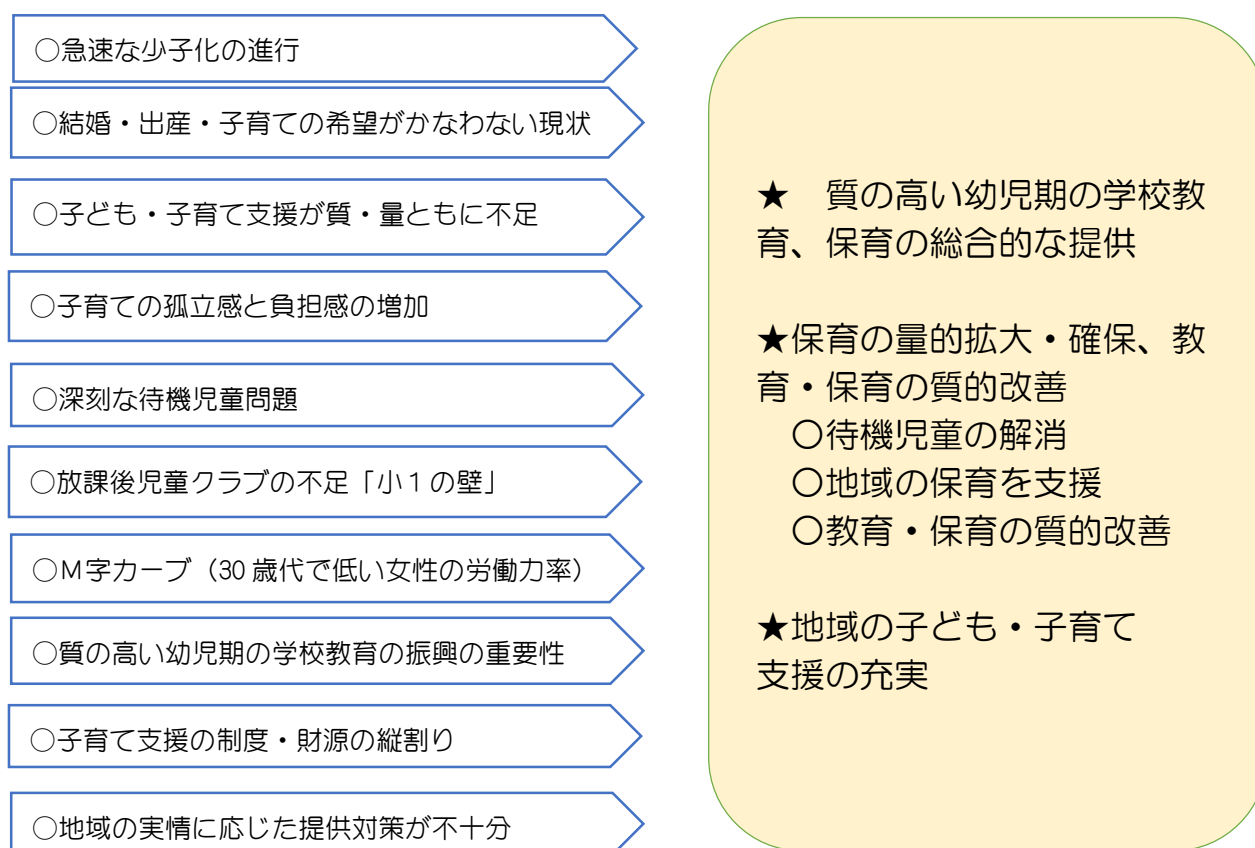 ○急速な少子化の進行
○結婚・出産・子育ての希望がかなわない現状
○子ども・子育て支援が質・量ともに不足
○子育ての孤立感と負担感の増加
○深刻な待機児童問題
○放課後児童クラブの不足「小１の壁」
○Ｍ字カーブ（30歳代で低い女性の労働力率）
○質の高い幼児期の学校教育の振興の重要性
○子育て支援の制度・財源の縦割り
○地域の実情に応じた提供対策が不十分
★　質の高い幼児期の学校教
育、保育の総合的な提供
★保育の量的拡大・確保、教
育・保育の質的改善
〇待機児童の解消
〇地域の保育を支援
〇教育・保育の質的改善
★地域の子ども・子育て
支援の充実